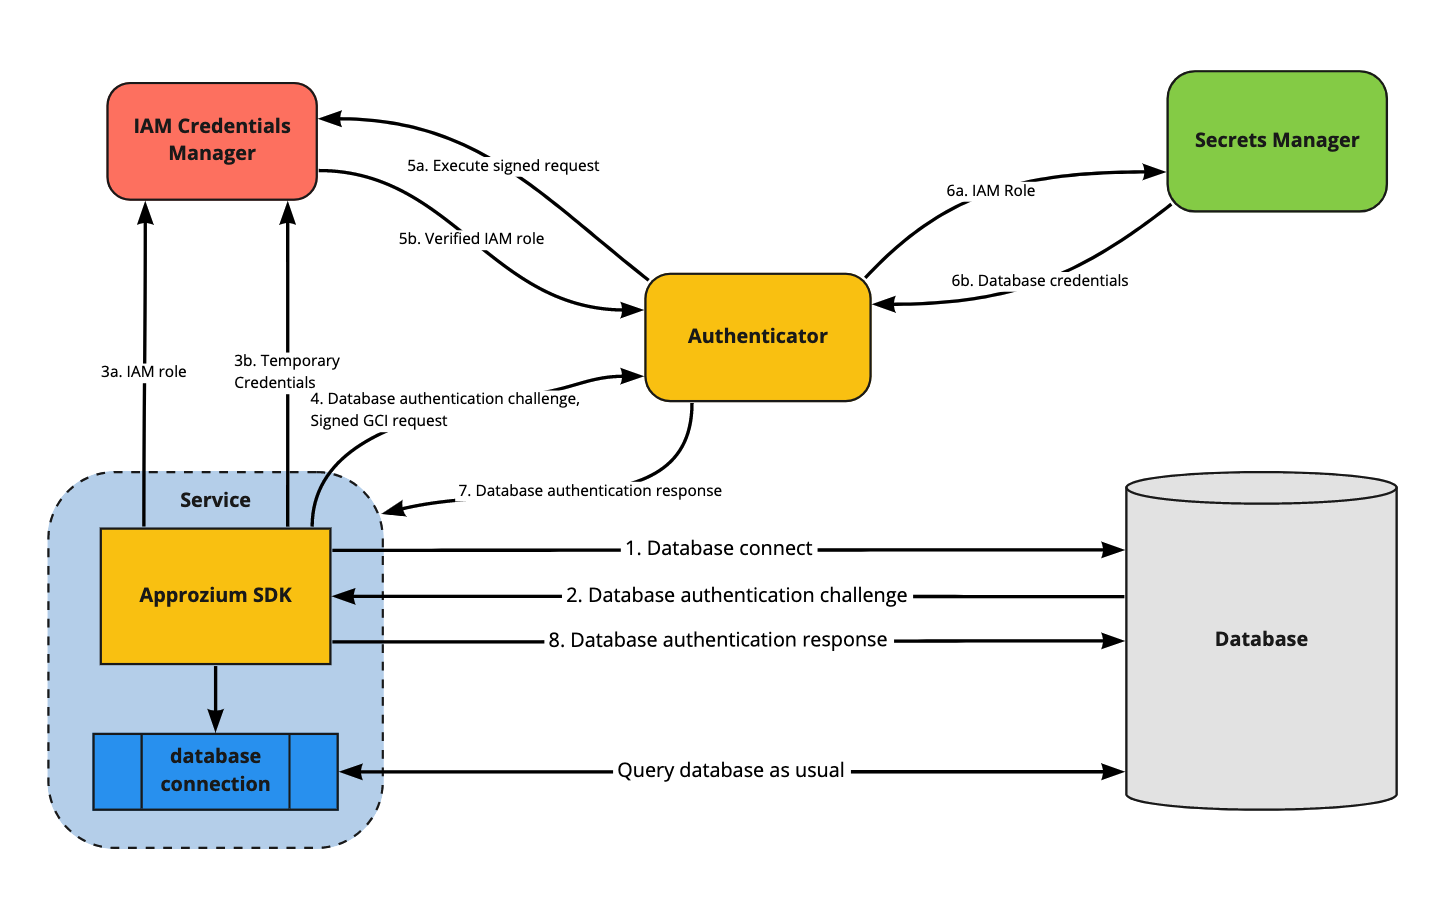 IAM Credentials
Manager
Secrets Manager
5a. Execute signed request
6a. IAM Role
5b. Verified IAM role
6b. Database credentials
Authenticator
3a. IAM role
3b. Temporary
Credentials
4. Database authentication challenge,
Signed GCI request
7. Database authentication response
Service
1. Database connect
Approzium SDK
2. Database authentication challenge
8. Database authentication response
Database
database
connection
Query database as usual